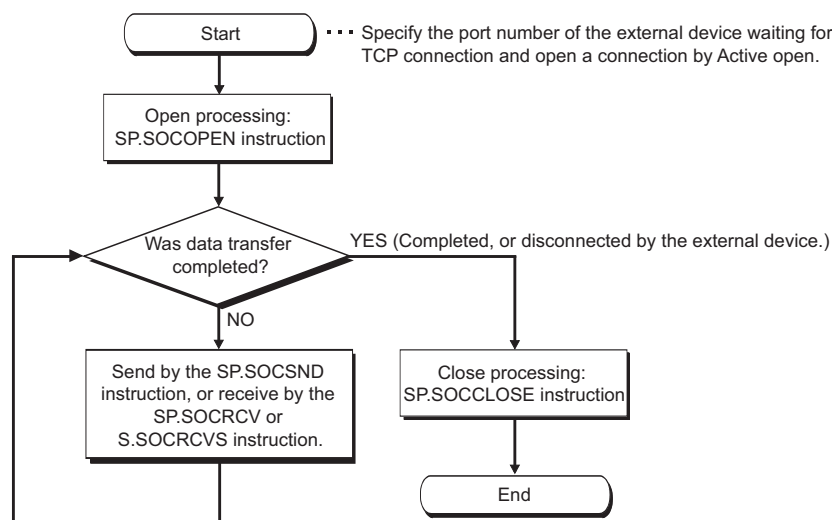 Start
··· Specify the port number of the external device waiting for
TCP connection and open a connection by Active open.
Open processing:
SP.SOCOPEN instruction
Was data transfer
completed?
YES (Completed, or disconnected by the external device.)
NO
Send by the SP.SOCSND
instruction, or receive by the
SP.SOCRCV or
S.SOCRCVS instruction.
Close processing:
SP.SOCCLOSE instruction
End